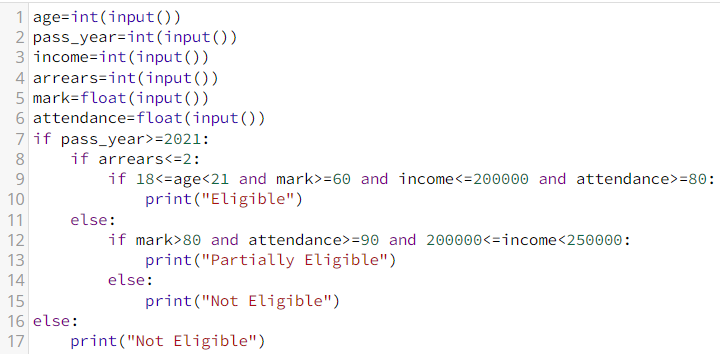 1 age=int(input())
2 pass_year=int(input())
3 income=int(input())
4 arrears=int(input())
5 mark=float(input())
6 attendance=float(input())
7 if pass_year>=2021:
8     if arrears<=2:
9         if 18<=age<21 and mark>=60 and income<=200000 and attendance>=80:
10             print("Eligible")
11     else:
12         if mark>80 and attendance>=90 and 200000<=income<250000:
13             print("Partially Eligible")
14         else:
15             print("Not Eligible")
16 else:
17     print("Not Eligible")